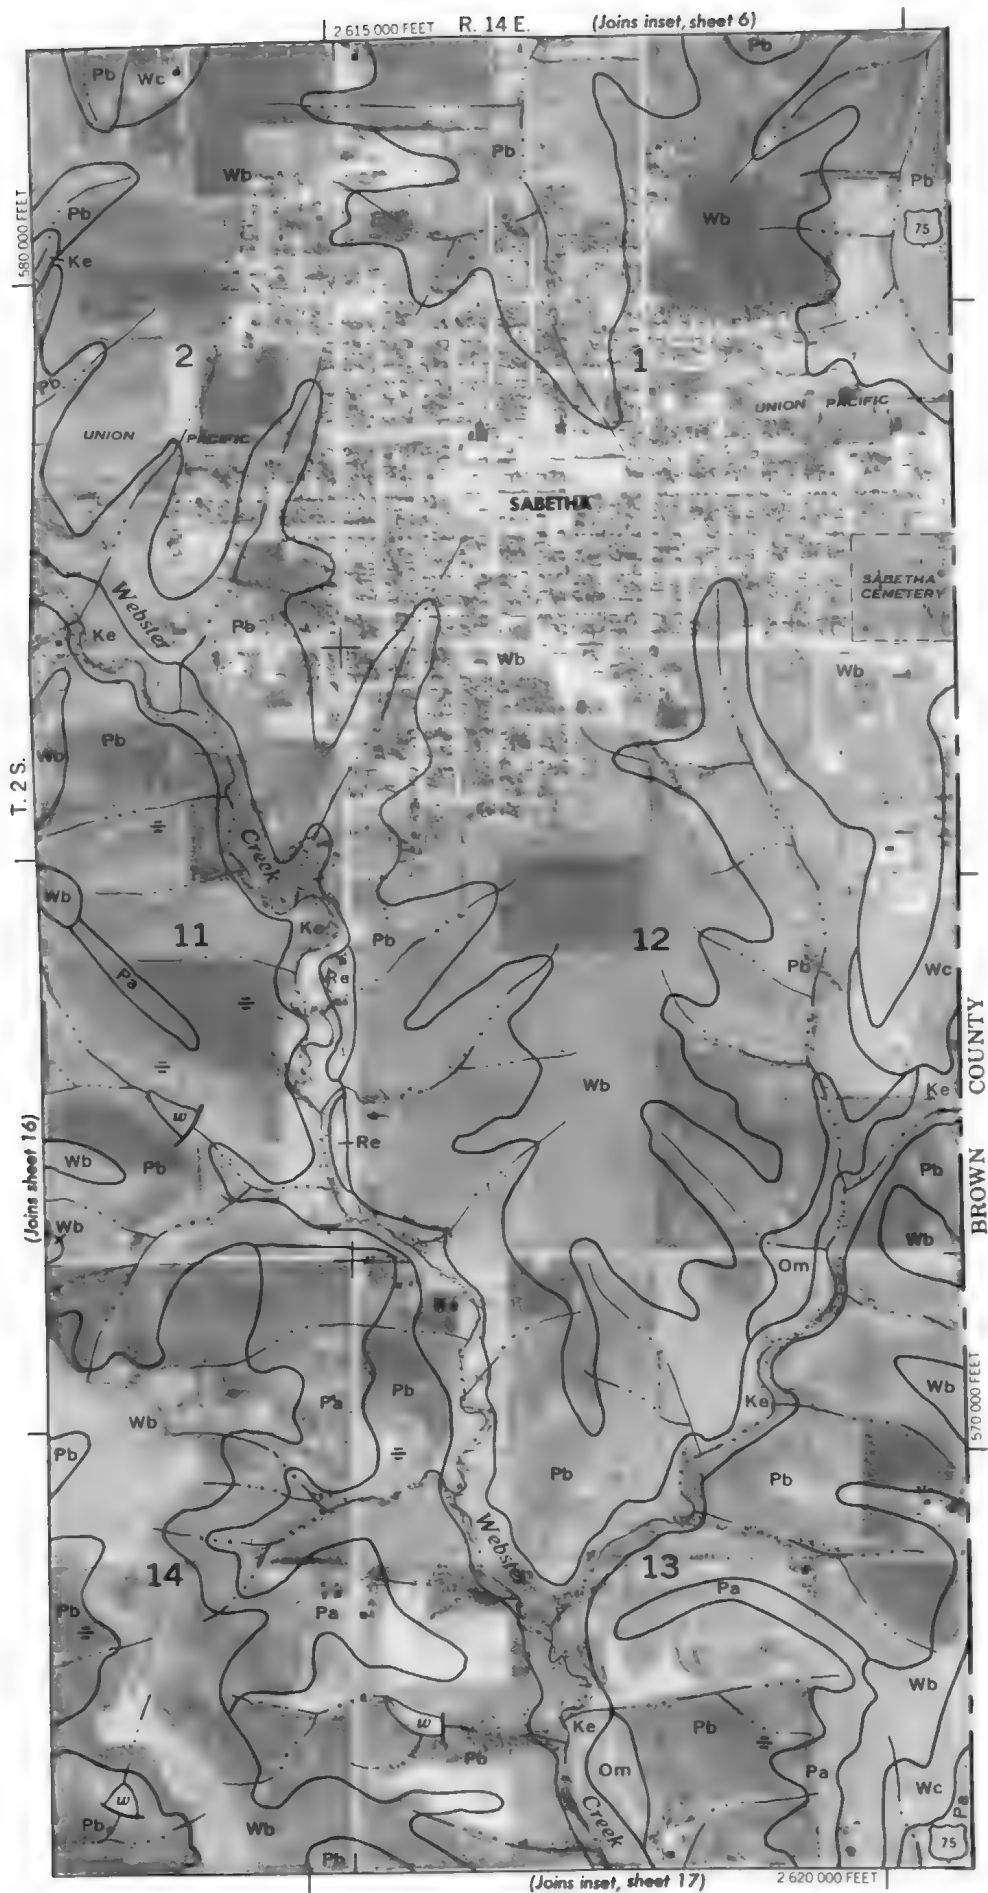 2 615 000 FEET R. 14 E. (Joins inset, sheet 6)
Pb
Pb Wc
Pb
Wb
Pb
Pb
Wb
75
580 000 FEET
Ke
2
1
Pb
UNION PACIFIC
UNION PACIFIC
SABETHA
SABETHA
CEMETERY
Webster
Ke
Pb
Wb
Wb
Pb
Wb
T. 2 S.
Creek
Wb
11
Ke
Pb
12
Pb
Wc
Re
Pa
BROWN COUNTY
Wb
Ke
w
Re
(Joins sheet 16)
Wb
Pb
Pb
Wb
Wb
Om
570 000 FEET
Wb
Pb
Pa
Ke
Wb
Pb
Pb
Pb
Webster
14
13
Pa
Pb
Pa
Wb
w
Ke
Pb
Pb
Om
Pa
Wc
Pa
w
Pb
Wb
Creek
75
Pb
(Joins inset, sheet 17) 2 620 000 FEET